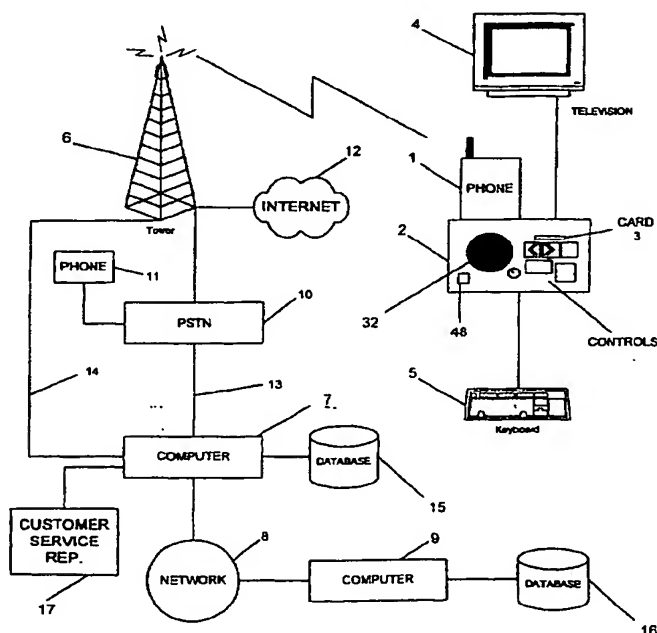 4
TELEVISION
6
12
1
PHONE
INTERNET
Tower
CARD
3
2
PHONE
11
10
PSTN
32
48
CONTROLS
14
13
5
Keyboard
...
7
COMPUTER
DATABASE
15
CUSTOMER
SERVICE
REP.
17
8
9
NETWORK
COMPUTER
DATABASE
16